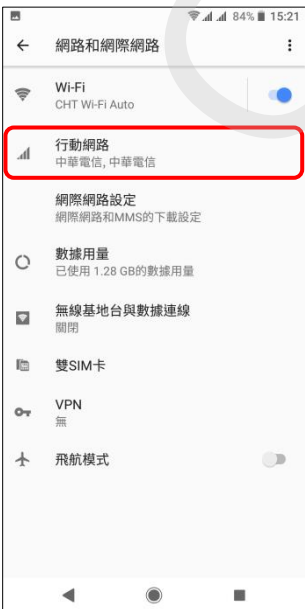 84% 15:21
網路和網際網路
Wi-Fi
CHT Wi-Fi Auto
行動網路
中華電信, 中華電信
網際網路設定
網際網路和MMS的下載設定
數據用量
已使用 1.28 GB的數據用量
無線基地台與數據連線
關閉
雙SIM卡
VPN
無
飛航模式